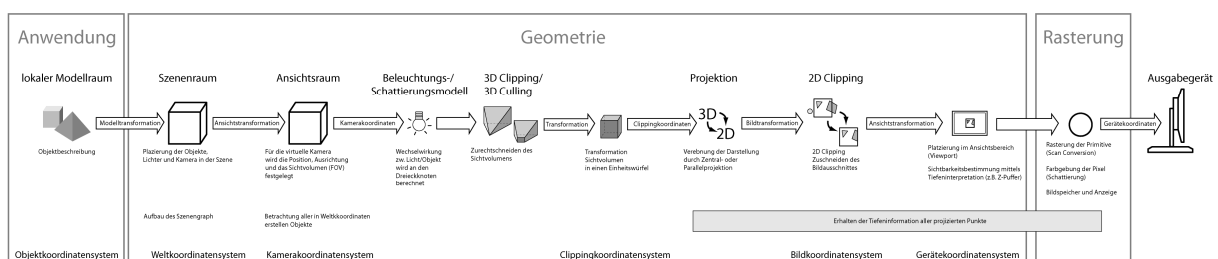 Anwendung
Geometrie
Rasterung
lokaler Modellraum
Szenenraum
Ansichtsraum
Beleuchtungs-/
Schattierungsmodell
3D Clipping/
3D Culling
Projektion
2D Clipping
Ausgabegerät
Modelltransformation
Ansichtstransformation
Kamerakoordinaten
Transformation
Clippingkoordinaten
3D
2D
Bildtransformation
Ansichtstransformation
Gerätekoordinaten
Objektbeschreibung
Plazierung der Objekte,
Lichter und Kamera in der Szene
Für die virtuelle Kamera
wird die Position, Ausrichtung
und das Sichtvolumen (FOV)
festgelegt
Wechselwirkung
zw. Licht/Objekt
wird an den
Dreieckknoten
berechnet
Zurechtschneiden des
Sichtvolumens
Transformation
Sichtvolumen
in einen Einheitswürfel
Verebnung der Darstellung
durch Zentral- oder
Parallelprojektion
2D Clipping
Zuschneiden des
Bildausschnittes
Platzierung im Ansichtsbereich
(Viewport)
Sichtbarkeitsbestimmung mittels
Tiefeninterpretation (z.B. Z-Puffer)
Rasterung der Primitive
(Scan Conversion)
Farbgebung der Pixel
(Schattierung)
Bildspeicher und Anzeige
Aufbau des Szenengraph
Betrachtung aller in Weltkkoordinaten
erstellen Objekte
Erhalten der Tiefeninformation aller projizierten Punkte
Objektkoordinatensystem
Weltkoordinatensystem
Kamerakoordinatensystem
Clippingkoordinatensystem
Bildkoordinatensystem
Gerätekoordinatensystem